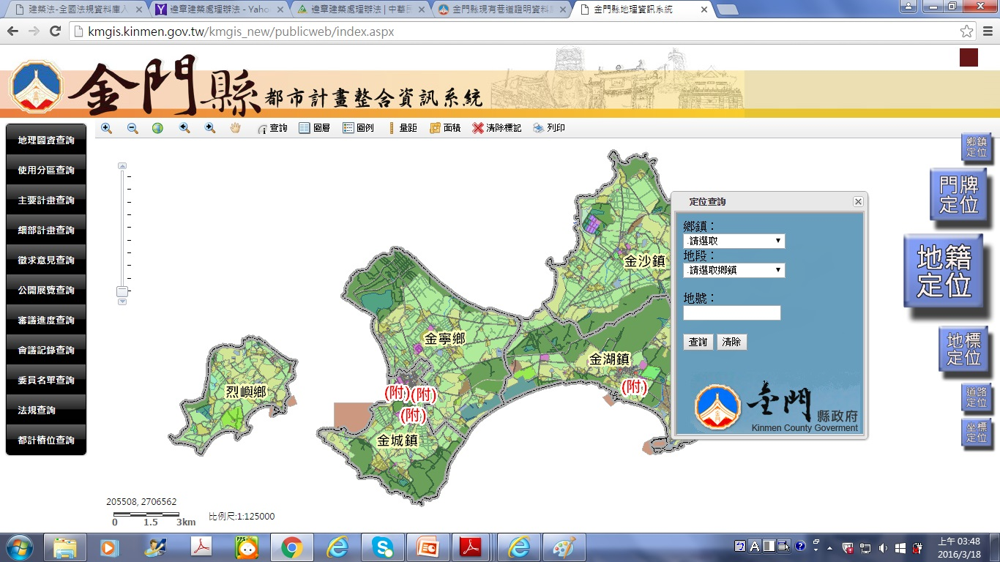 建築法-全國法規資料庫入
違章建築處理辦法 - Yaho
違章建築處理辦法 | 中華民
金門縣現有巷道證明資料
金門縣地理資訊系統
kmgis.kinmen.gov.tw/kmgis_new/publicweb/index.aspx
金門縣都市計畫整合資訊系統
查詢 圖層 圖例 量距 面積 清除標記 列印
地理圖資查詢
使用分區查詢
主要計畫查詢
細部計畫查詢
徵求意見查詢
公開展覽查詢
審議進度查詢
會議記錄查詢
委員名單查詢
法規查詢
都計樁位查詢
金沙鎮
金寧鄉
金湖鎮
(附)
烈嶼鄉
(附) (附)
(附)
金城鎮
定位查詢
鄉鎮：
.請選取
地段：
.請選取鄉鎮
地號：
查詢 清除
金門縣政府
Kinmen County Goverment
鄉鎮
定位
門牌
定位
地籍
定位
地標
定位
道路
定位
坐標
定位
205508, 2706562
0 1.5 3km
比例尺:1:125000
PPS
A
上午 03:48
2016/3/18